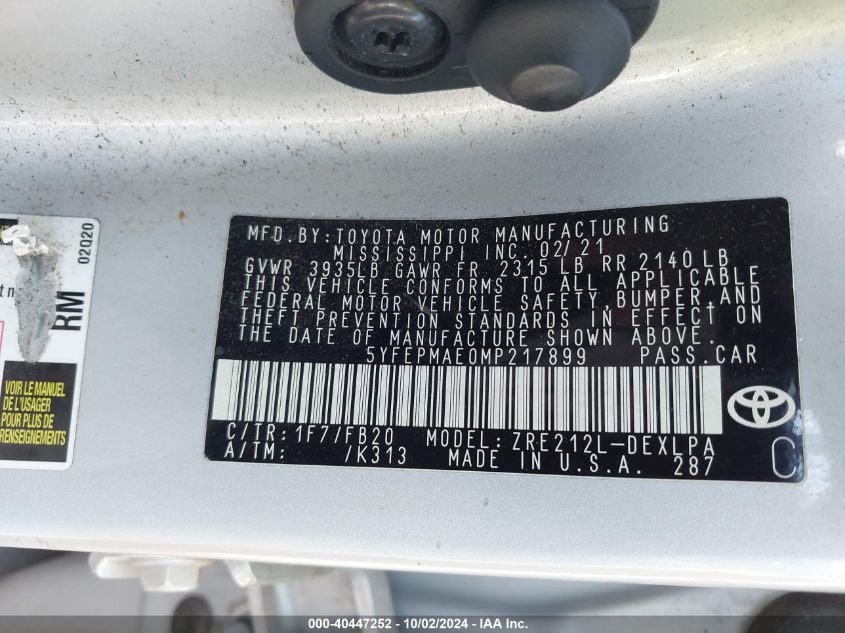 MFD.BY:TOYOTA MOTOR MANUFACTURING
MISSISSIPPI INC. 02/21
GVWR 3935LB GAWR FR 2315 LB RR 2140 LB
THIS VEHICLE CONFORMS TO ALL APPLICABLE
FEDERAL MOTOR VEHICLE SAFETY, BUMPER, AND
THEFT PREVENTION STANDARDS IN EFFECT ON
THE DATE OF MANUFACTURE SHOWN ABOVE.
5YFEPMAE0MP217899 PASS.CAR
C/TR: 1F7/FB20 MODEL: ZRE212L-DEXLPA
A/TM: /K313 MADE IN U.S.A. 287
C
02020
RM
VOIR LE MANUEL
DE L'USAGER
POUR PLUS DE
RENSEIGNEMENTS
000-40447252 - 10/02/2024 - IAA Inc.